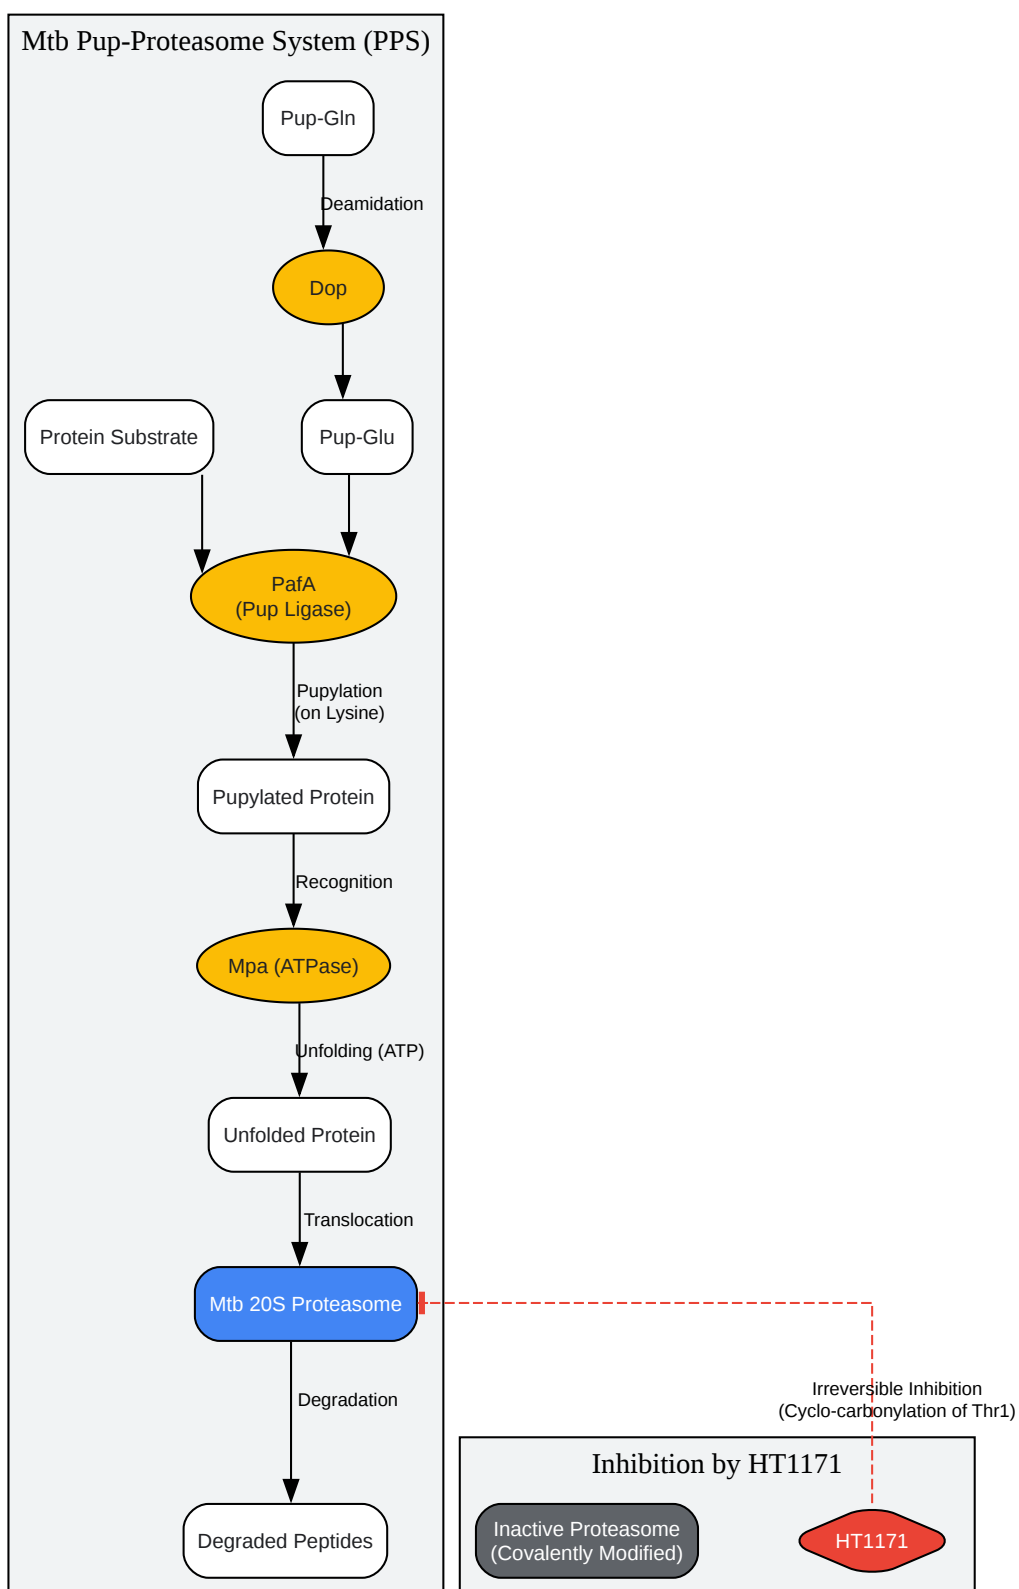 Mtb Pup-Proteasome System (PPS)
Pup-Gln
Deamidation
Dop
Protein Substrate
Pup-Glu
PafA
(Pup Ligase)
Pupylation
(on Lysine)
Pupylated Protein
Recognition
Mpa (ATPase)
Unfolding (ATP)
Unfolded Protein
Translocation
Mtb 20S Proteasome
Degradation
Degraded Peptides
Irreversible Inhibition
(Cyclo-carbonylation of Thr1)
Inhibition by HT1171
Inactive Proteasome
(Covalently Modified)
HT1171